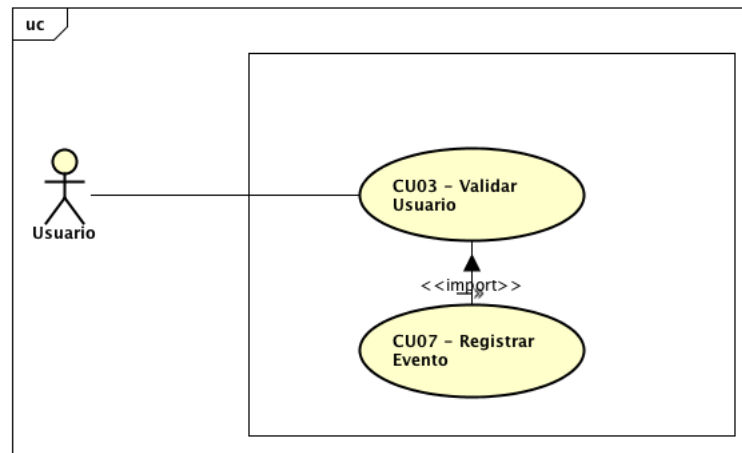 uc
CU03 - Validar
Usuario
Usuario
<<import>>
CU07 - Registrar
Evento